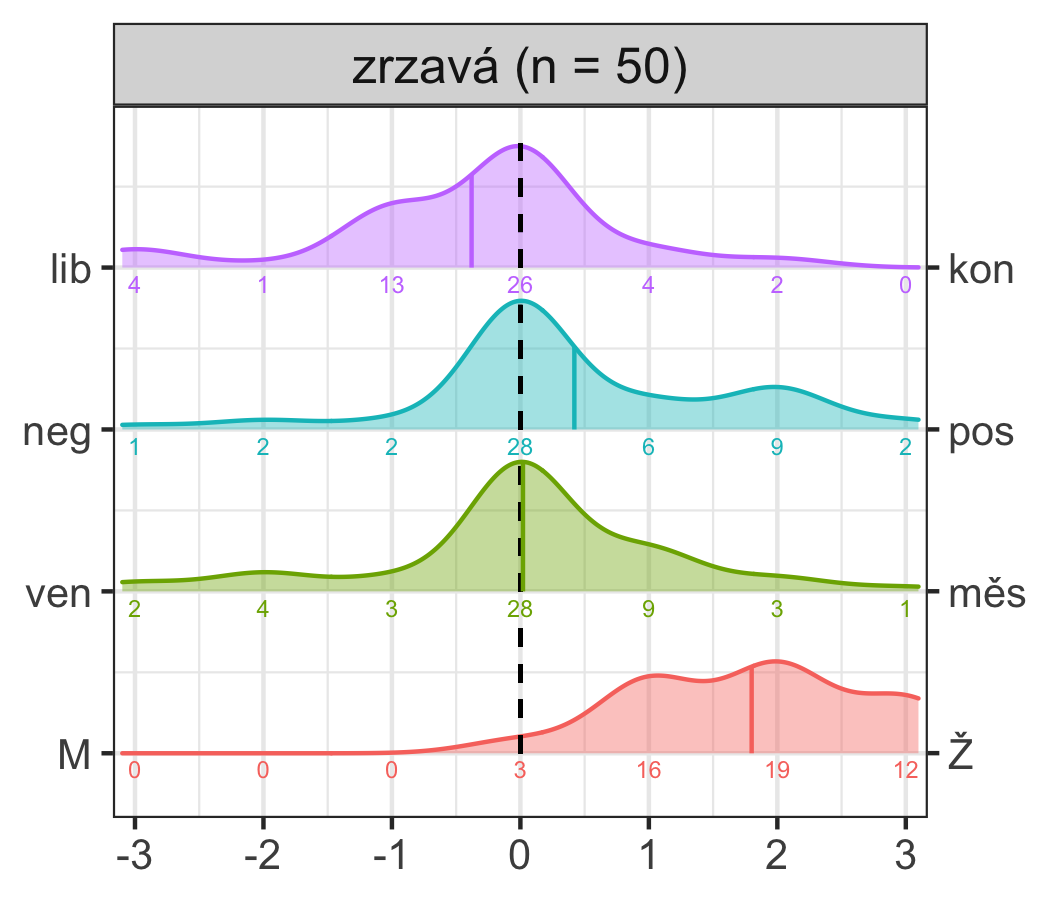 zrzavá (n = 50)
lib kon
4 1 13 26 4 2 0
neg pos
1 2 2 28 6 9 2
ven měs
2 4 3 28 9 3 1
M Ž
0 0 0 3 16 19 12
-3 -2 -1 0 1 2 3